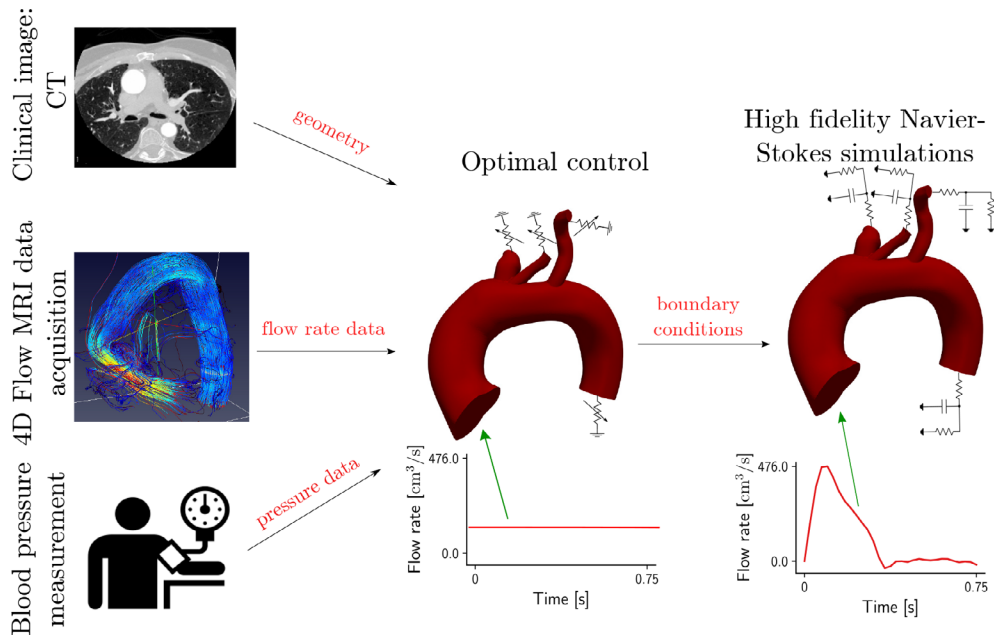 Clinical image:
CT
geometry
4D Flow MRI data
acquisition
flow rate data
Blood pressure
measurement
pressure data
Optimal control
476.0
0.0
Flow rate [cm³/s]
0
0.75
Time [s]
boundary
conditions
High fidelity Navier-
Stokes simulations
476.0
0.0
Flow rate [cm³/s]
0
0.75
Time [s]